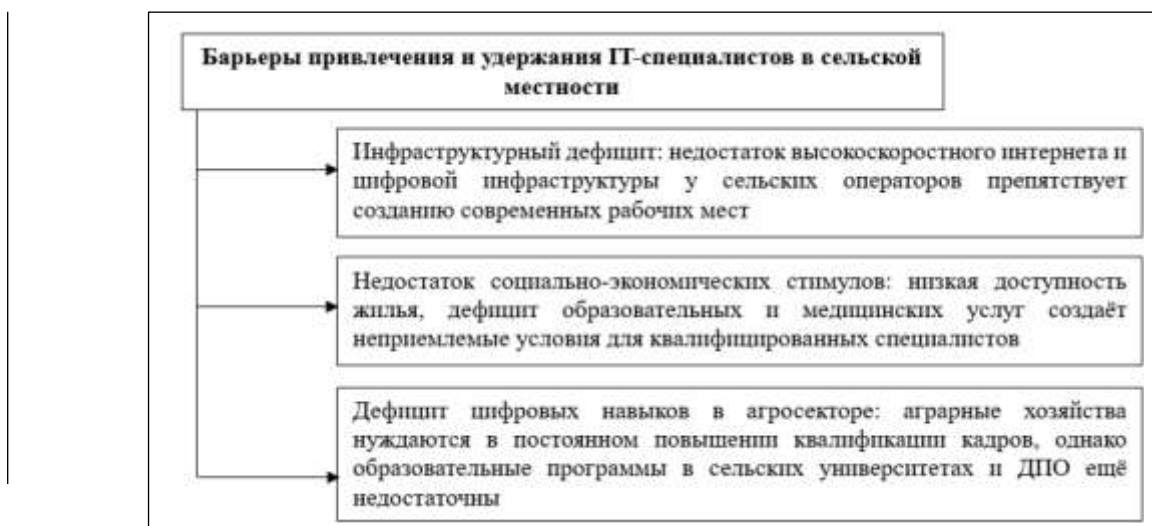 Барьеры привлечения и удержания IT-специалистов в сельской
местности
Инфраструктурный дефицит: недостаток высокоскоростного интернета и
цифровой инфраструктуры у сельских операторов препятствует
созданию современных рабочих мест
Недостаток социально-экономических стимулов: низкая доступность
жилья, дефицит образовательных и медицинских услуг создаёт
неприемлемые условия для квалифицированных специалистов
Дефицит цифровых навыков в агросекторе: аграрные хозяйства
нуждаются в постоянном повышении квалификации кадров, однако
образовательные программы в сельских университетах и ДПО ещё
недостаточны